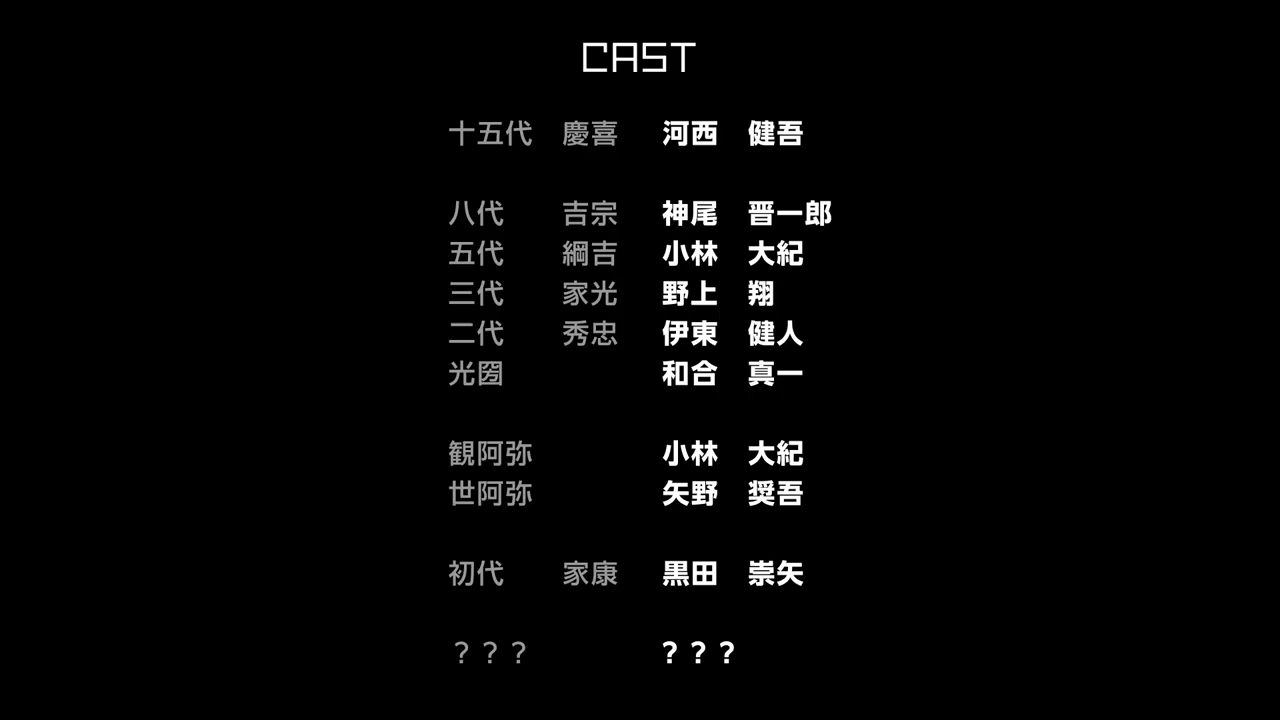 CAST
十五代　慶喜　河西　健吾
八代　吉宗　神尾　晋一郎
五代　綱吉　小林　大紀
三代　家光　野上　翔
二代　秀忠　伊東　健人
光圀　和合　真一
観阿弥　小林　大紀
世阿弥　矢野　奨吾
初代　家康　黒田　崇矢
？？？　？？？